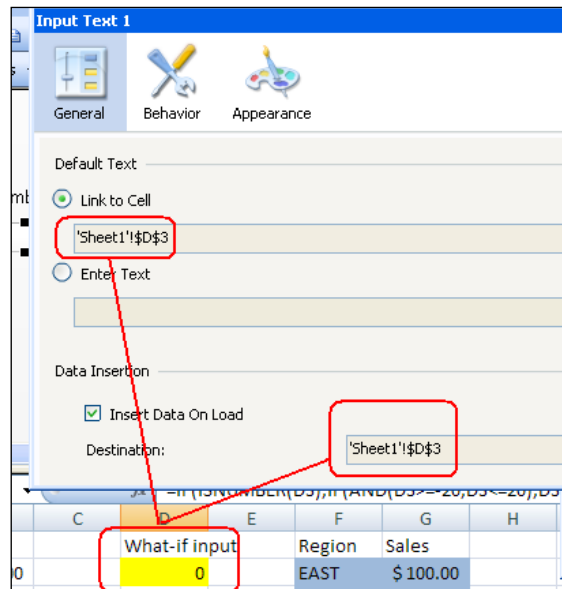 Input Text 1
General Behavior Appearance
Default Text
Link to Cell
'Sheet1'!$D$3
Enter Text
Data Insertion
Insert Data On Load
Destination: 'Sheet1'!$D$3
C D E F G H
What-if input Region Sales
0 EAST $ 100.00